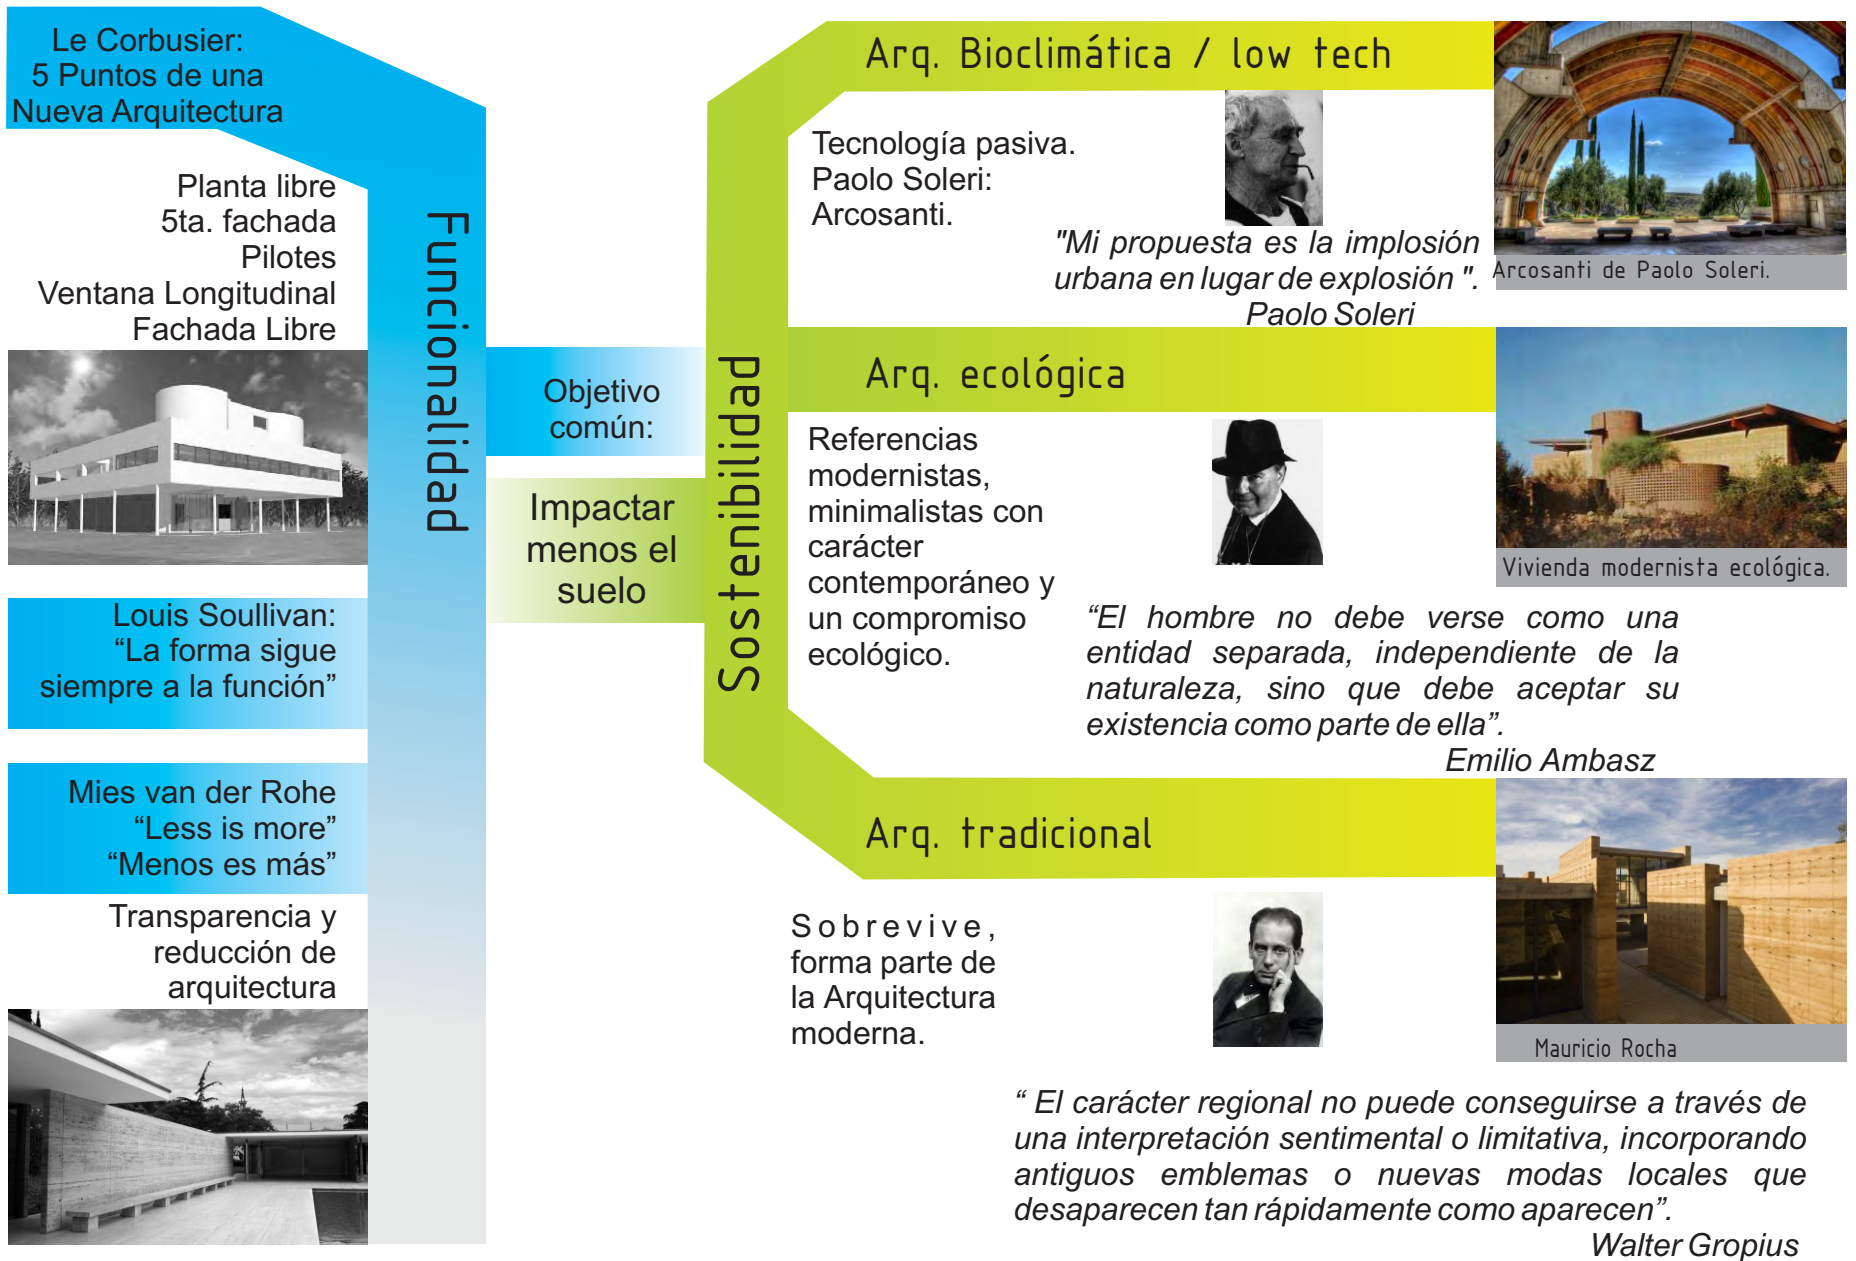 Le Corbusier:
5 Puntos de una
Nueva Arquitectura
Planta libre
5ta. fachada
Pilotes
Ventana Longitudinal
Fachada Libre
Louis Soullivan:
“La forma sigue
siempre a la función”
Mies van der Rohe
“Less is more”
“Menos es más”
Transparencia y
reducción de
arquitectura
Funcionalidad
Objetivo
común:
Impactar
menos el
suelo
Sostenibilidad
Arq. Bioclimática / low tech
Tecnología pasiva.
Paolo Soleri:
Arcosanti.
"Mi propuesta es la implosión
urbana en lugar de explosión ".
Paolo Soleri
Arcosanti de Paolo Soleri.
Arq. ecológica
Referencias
modernistas,
minimalistas con
carácter
contemporáneo y
un compromiso
ecológico.
Vivienda modernista ecológica.
“El hombre no debe verse como una
entidad separada, independiente de la
naturaleza, sino que debe aceptar su
existencia como parte de ella”.
Emilio Ambasz
Arq. tradicional
Sobrevive,
forma parte de
la Arquitectura
moderna.
Mauricio Rocha
“ El carácter regional no puede conseguirse a través de
una interpretación sentimental o limitativa, incorporando
antiguos emblemas o nuevas modas locales que
desaparecen tan rápidamente como aparecen”.
Walter Gropius